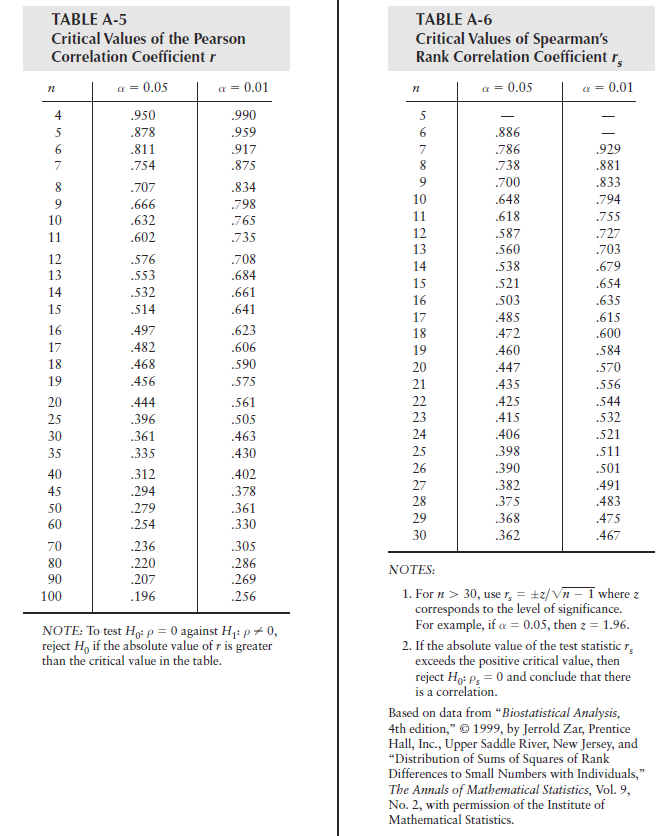 TABLE A-5
Critical Values of the Pearson
Correlation Coefficient r
n α = 0.05 α = 0.01
4 .950 .990
5 .878 .959
6 .811 .917
7 .754 .875
8 .707 .834
9 .666 .798
10 .632 .765
11 .602 .735
12 .576 .708
13 .553 .684
14 .532 .661
15 .514 .641
16 .497 .623
17 .482 .606
18 .468 .590
19 .456 .575
20 .444 .561
25 .396 .505
30 .361 .463
35 .335 .430
40 .312 .402
45 .294 .378
50 .279 .361
60 .254 .330
70 .236 .305
80 .220 .286
90 .207 .269
100 .196 .256
NOTE: To test H₀: ρ = 0 against H₁: ρ ≠ 0,
reject H₀ if the absolute value of r is greater
than the critical value in the table.
TABLE A-6
Critical Values of Spearman's
Rank Correlation Coefficient rₛ
n α = 0.05 α = 0.01
5 — —
6 .886 —
7 .786 .929
8 .738 .881
9 .700 .833
10 .648 .794
11 .618 .755
12 .587 .727
13 .560 .703
14 .538 .679
15 .521 .654
16 .503 .635
17 .485 .615
18 .472 .600
19 .460 .584
20 .447 .570
21 .435 .556
22 .425 .544
23 .415 .532
24 .406 .521
25 .398 .511
26 .390 .501
27 .382 .491
28 .375 .483
29 .368 .475
30 .362 .467
NOTES:
1. For n > 30, use rₛ = ±z/√n − 1 where z
corresponds to the level of significance.
For example, if α = 0.05, then z = 1.96.
2. If the absolute value of the test statistic rₛ
exceeds the positive critical value, then
reject H₀: ρₛ = 0 and conclude that there
is a correlation.
Based on data from “Biostatistical Analysis,
4th edition,” © 1999, by Jerrold Zar, Prentice
Hall, Inc., Upper Saddle River, New Jersey, and
“Distribution of Sums of Squares of Rank
Differences to Small Numbers with Individuals,”
The Annals of Mathematical Statistics, Vol. 9,
No. 2, with permission of the Institute of
Mathematical Statistics.